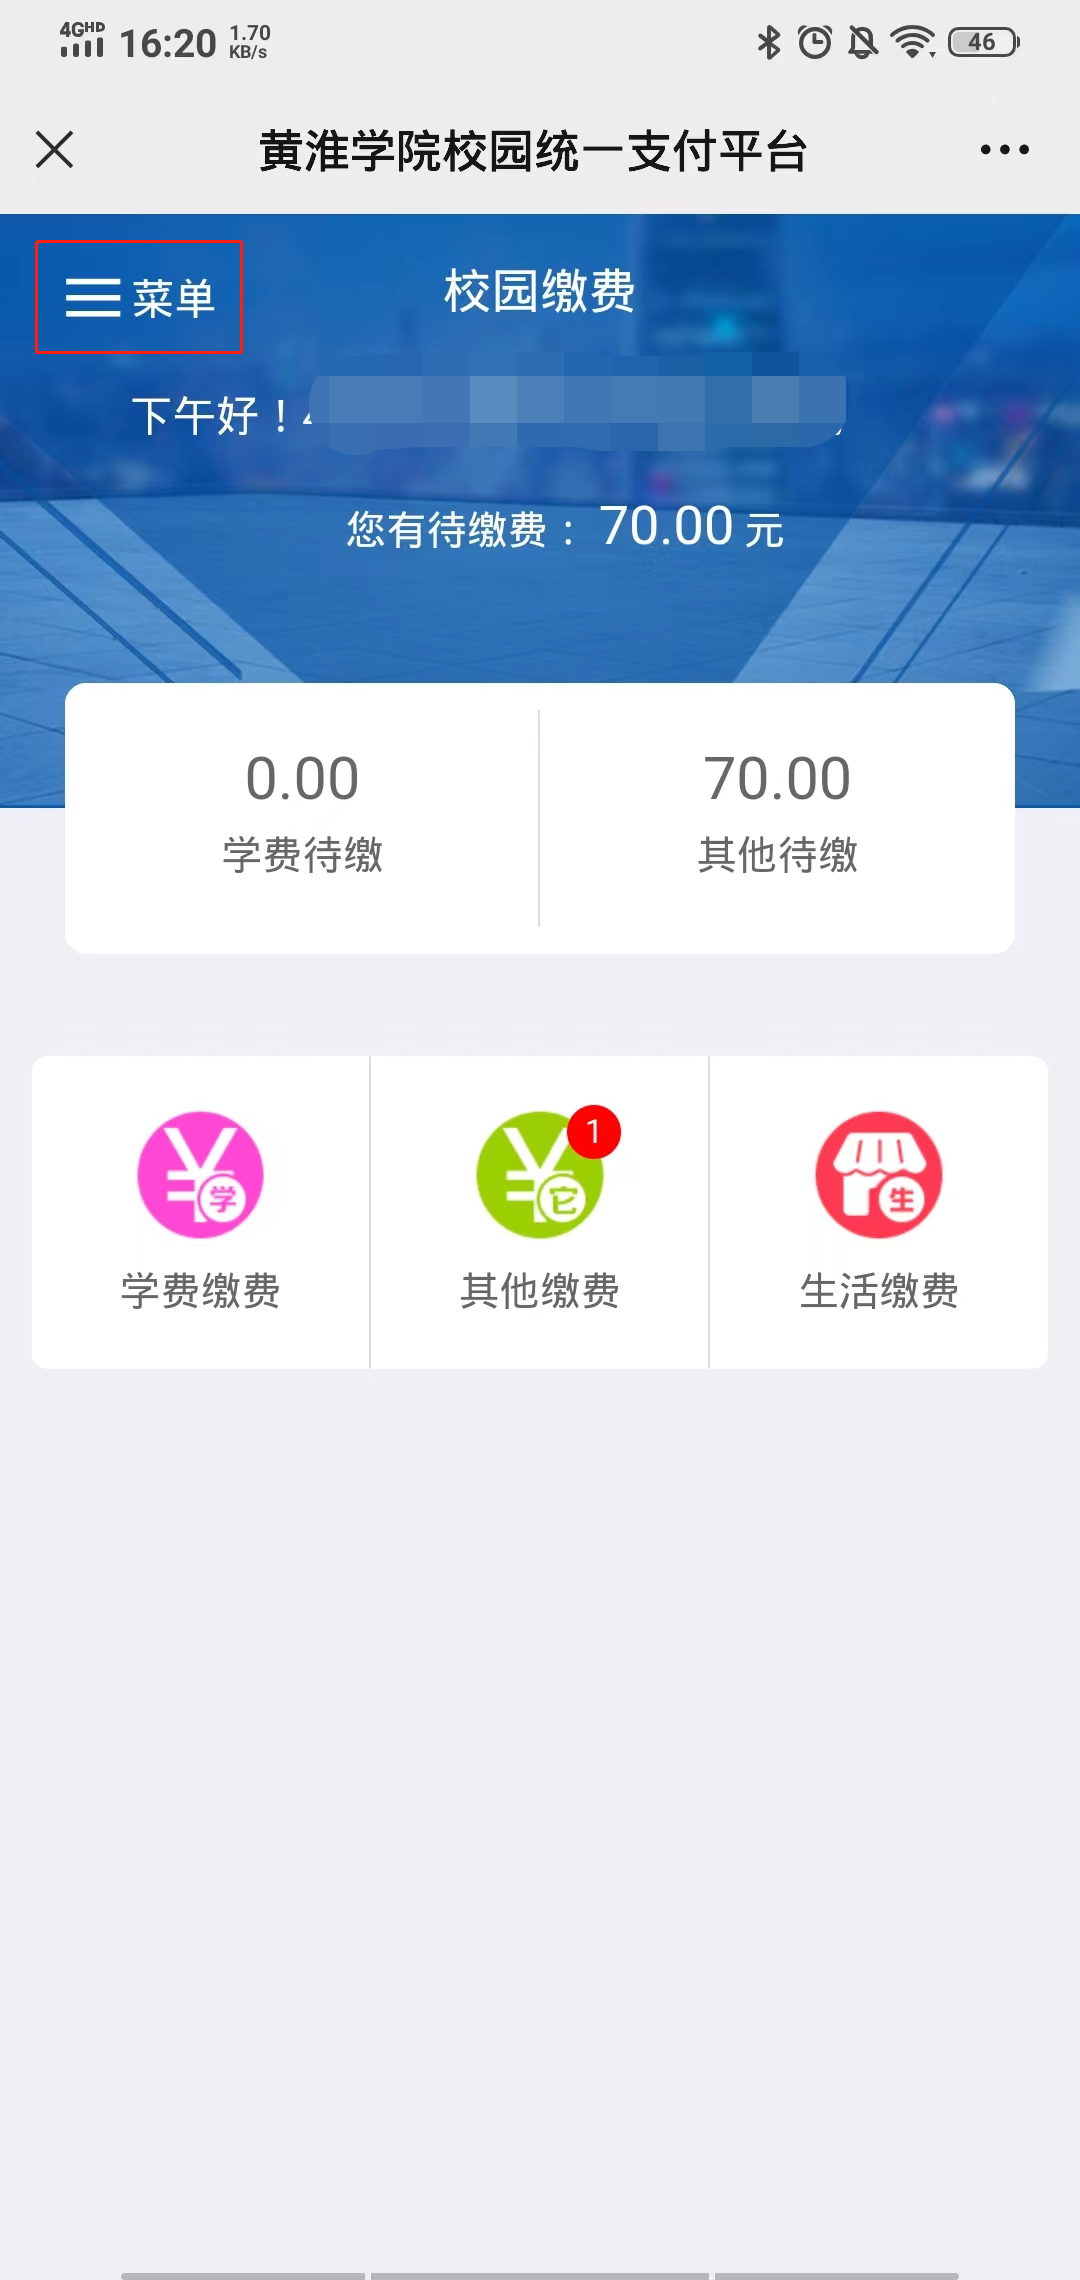 4GHD 16:20 1.70 KB/s 46
黄淮学院校园统一支付平台
菜单 校园缴费
下午好！
您有待缴费： 70.00 元
0.00 70.00
学费待缴 其他待缴
学 它 1 生
学费缴费 其他缴费 生活缴费